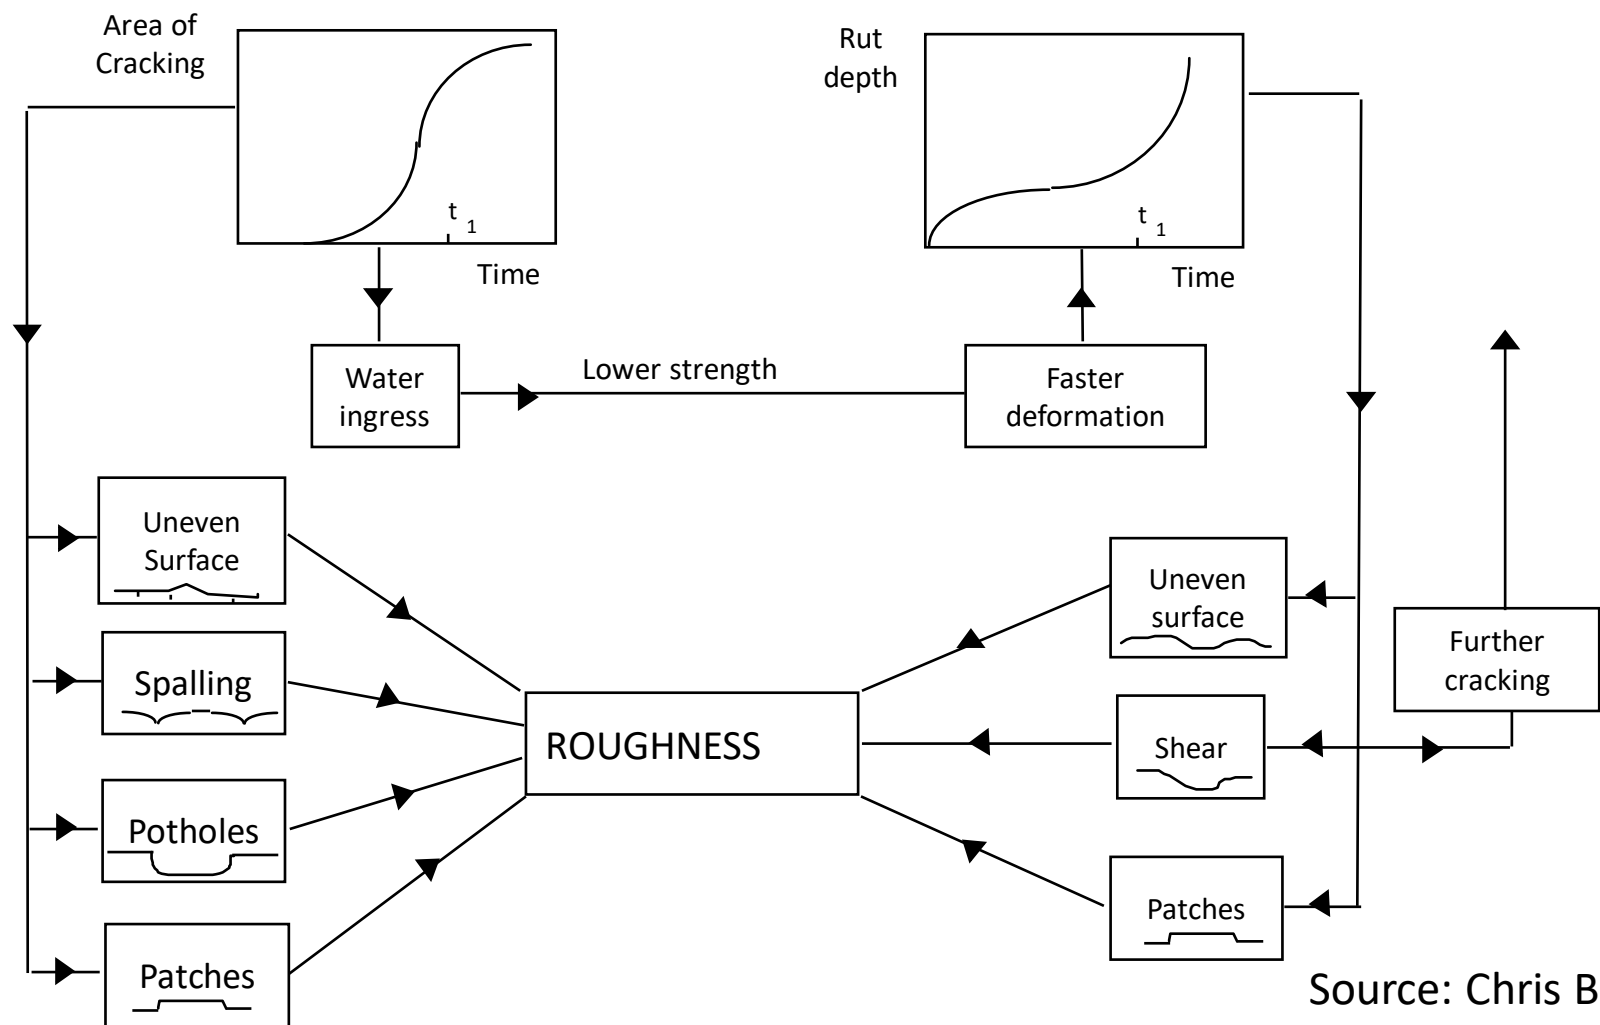 Area of
Cracking
t 1
Time
Rut
depth
t 1
Time
Water
ingress
Lower strength
Faster
deformation
Uneven
Surface
Spalling
Potholes
Patches
ROUGHNESS
Uneven
surface
Shear
Patches
Further
cracking
Source: Chris B